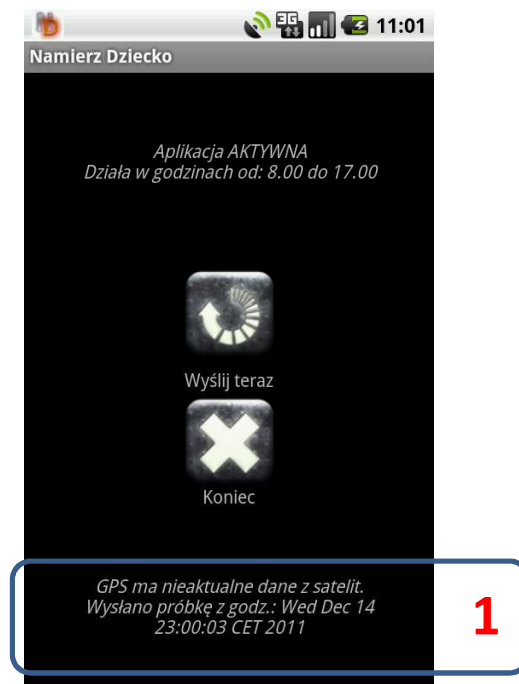 3G 11:01
Namierz Dziecko
Aplikacja AKTYWNA
Działa w godzinach od: 8.00 do 17.00
Wyślij teraz
Koniec
GPS ma nieaktualne dane z satelit.
Wysłano próbkę z godz.: Wed Dec 14
23:00:03 CET 2011
1